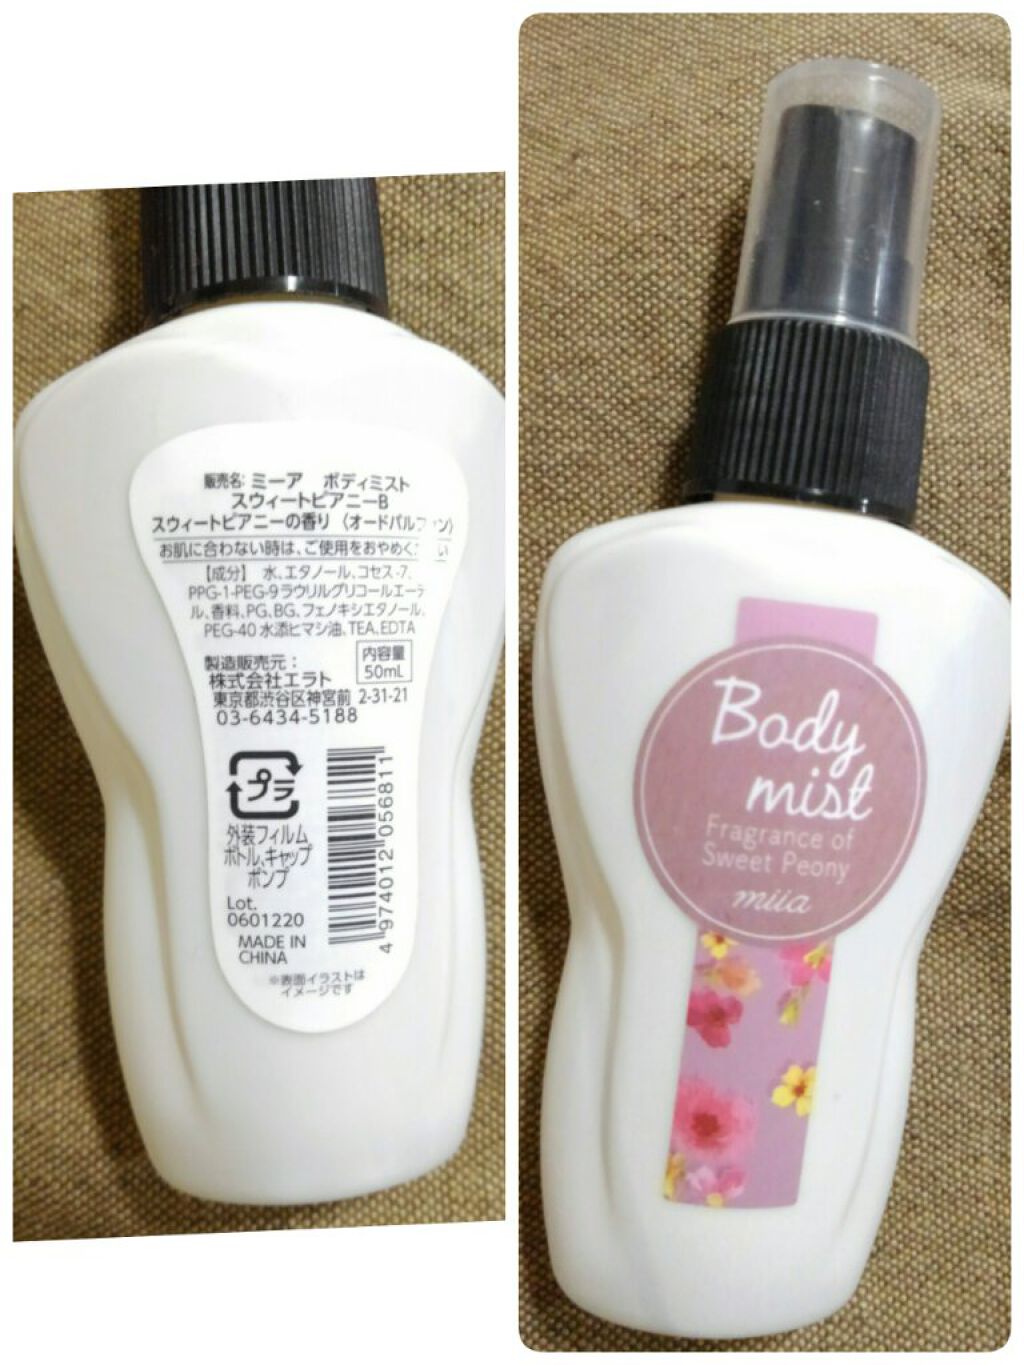 販売名: ミーア ボディミスト
スウィートピアニーB
スウィートピアニーの香り 〈オードパルファン〉
お肌に合わない時は、ご使用をおやめください
【成分】 水、エタノール、コセス-7、
PPG-1-PEG-9ラウリルグリコールエーテ
ル、香料、PG、BG、フェノキシエタノール、
PEG-40水添ヒマシ油、TEA、EDTA
製造販売元：
株式会社エラト
東京都渋谷区神宮前 2-31-21
03-6434-5188
内容量
50mL
プラ
外装フィルム
ボトル、キャップ
ポンプ
Lot.
0601220
MADE IN
CHINA
4 974012 056811
※表面イラストは
イメージです
Body
mist
Fragrance of
Sweet Peony
miia